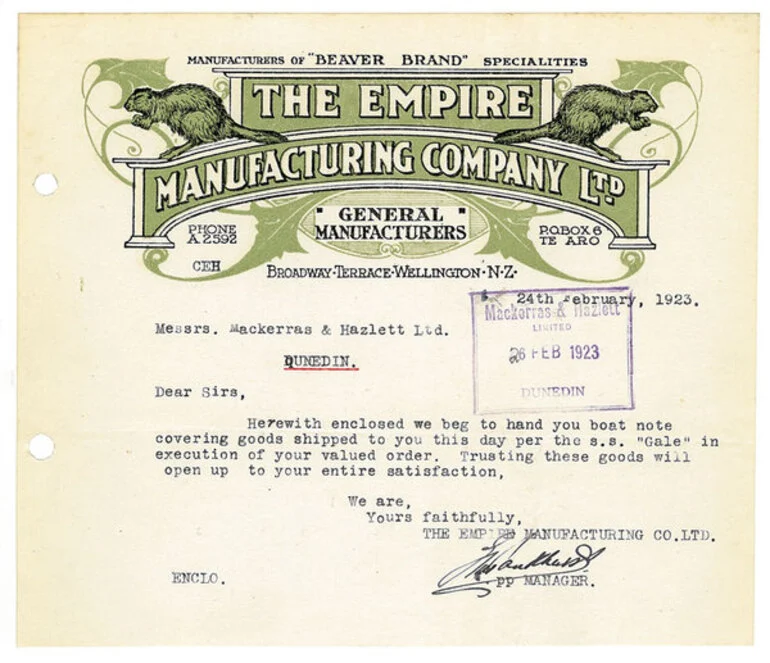 MANUFACTURERS OF "BEAVER BRAND" SPECIALITIES
THE EMPIRE
MANUFACTURING COMPANY LTD
"GENERAL"
MANUFACTURERS
PHONE
A.2592
P.O.BOX 6
TE ARO
CEH
BROADWAY·TERRACE·WELLINGTON·N·Z·
24th February, 1923.
Messrs. Mackerras & Hazlett Ltd.
DUNEDIN.
Mackerras & Hazlett
LIMITED
26 FEB 1923
DUNEDIN
Dear Sirs,
Herewith enclosed we beg to hand you boat note
covering goods shipped to you this day per the s.s. "Gale" in
execution of your valued order. Trusting these goods will
open up to your entire satisfaction,
We are,
Yours faithfully,
THE EMPIRE MANUFACTURING CO.LTD.
ENCLO.
pp MANAGER.